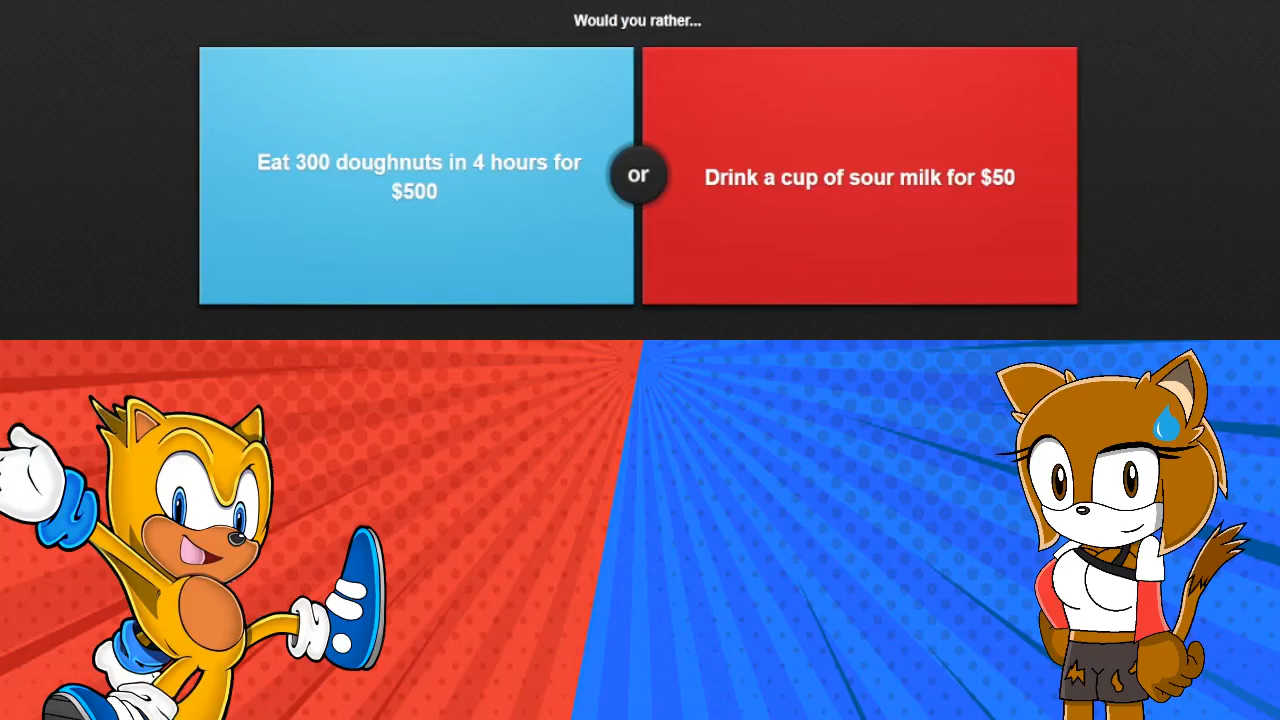 Would you rather...
Eat 300 doughnuts in 4 hours for
$500
or
Drink a cup of sour milk for $50